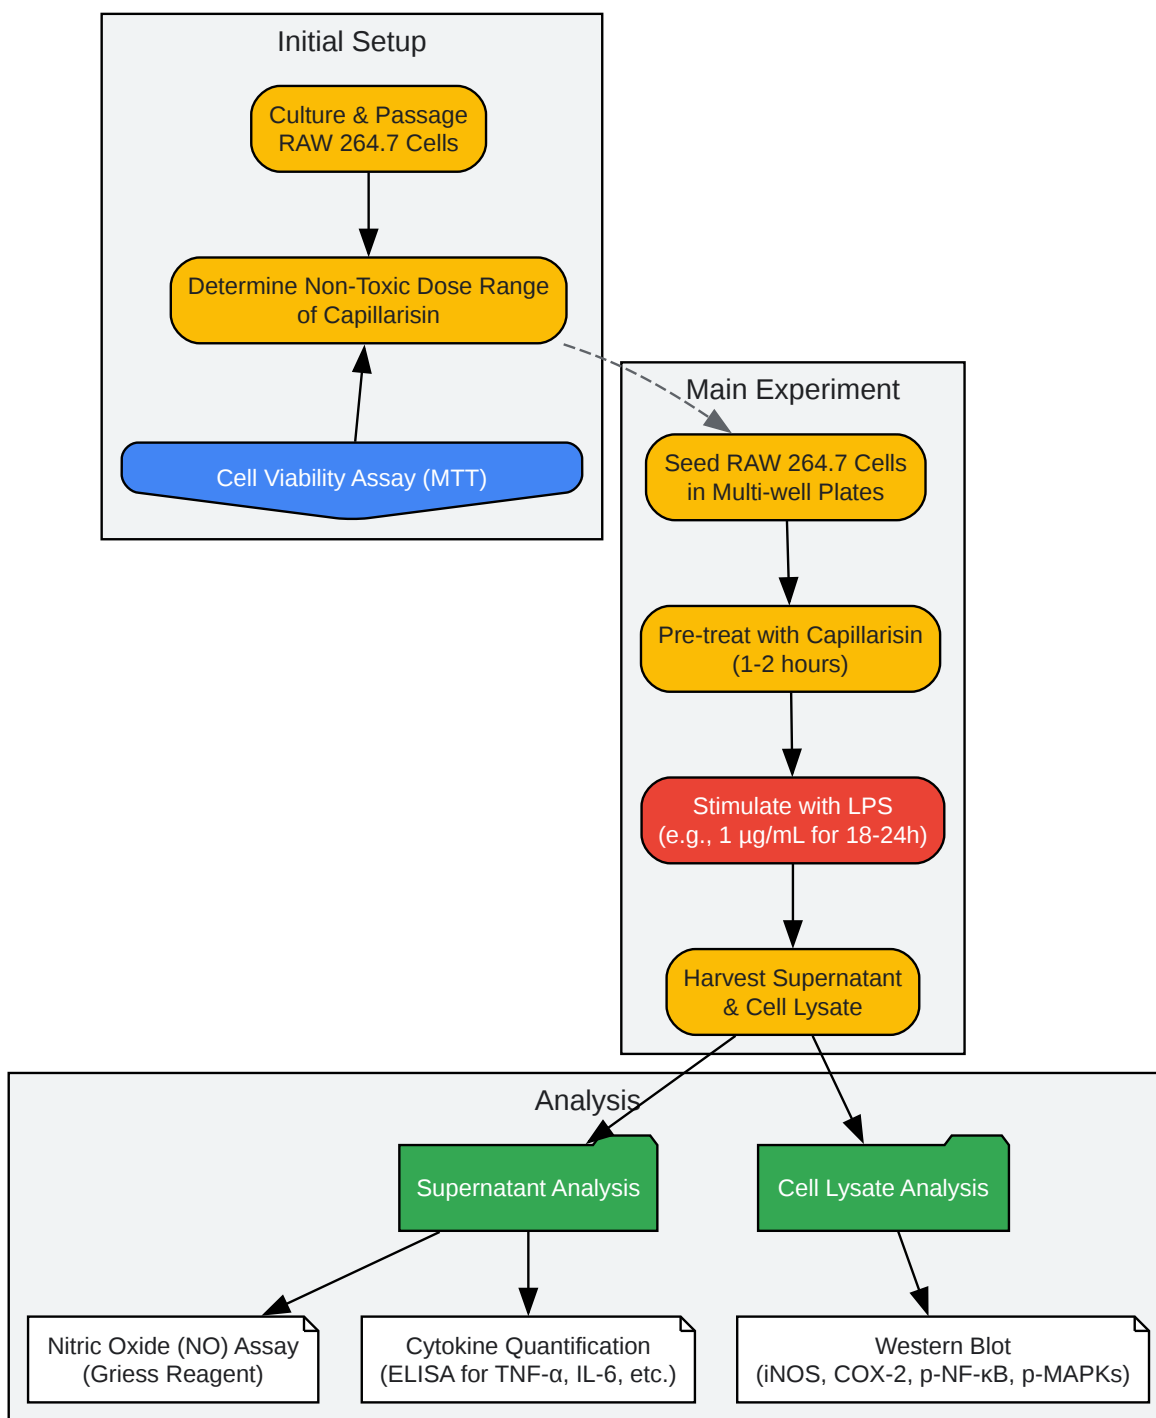 Initial Setup
Culture & Passage
RAW 264.7 Cells
Determine Non-Toxic Dose Range
of Capillarisin
Cell Viability Assay (MTT)
Main Experiment
Seed RAW 264.7 Cells
in Multi-well Plates
Pre-treat with Capillarisin
(1-2 hours)
Stimulate with LPS
(e.g., 1 µg/mL for 18-24h)
Harvest Supernatant
& Cell Lysate
Analysis
Supernatant Analysis
Cell Lysate Analysis
Nitric Oxide (NO) Assay
(Griess Reagent)
Cytokine Quantification
(ELISA for TNF-α, IL-6, etc.)
Western Blot
(iNOS, COX-2, p-NF-κB, p-MAPKs)